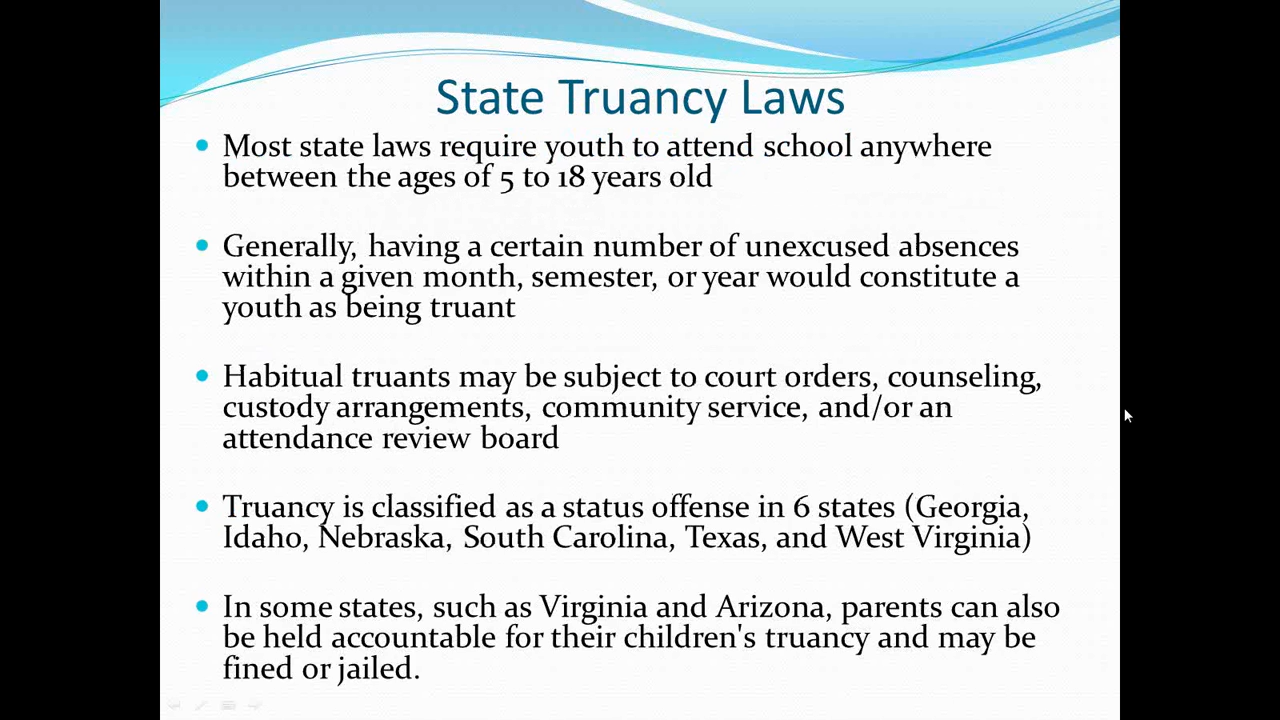 State Truancy Laws
• Most state laws require youth to attend school anywhere
between the ages of 5 to 18 years old
• Generally, having a certain number of unexcused absences
within a given month, semester, or year would constitute a
youth as being truant
• Habitual truants may be subject to court orders, counseling,
custody arrangements, community service, and/or an
attendance review board
• Truancy is classified as a status offense in 6 states (Georgia,
Idaho, Nebraska, South Carolina, Texas, and West Virginia)
• In some states, such as Virginia and Arizona, parents can also
be held accountable for their children's truancy and may be
fined or jailed.